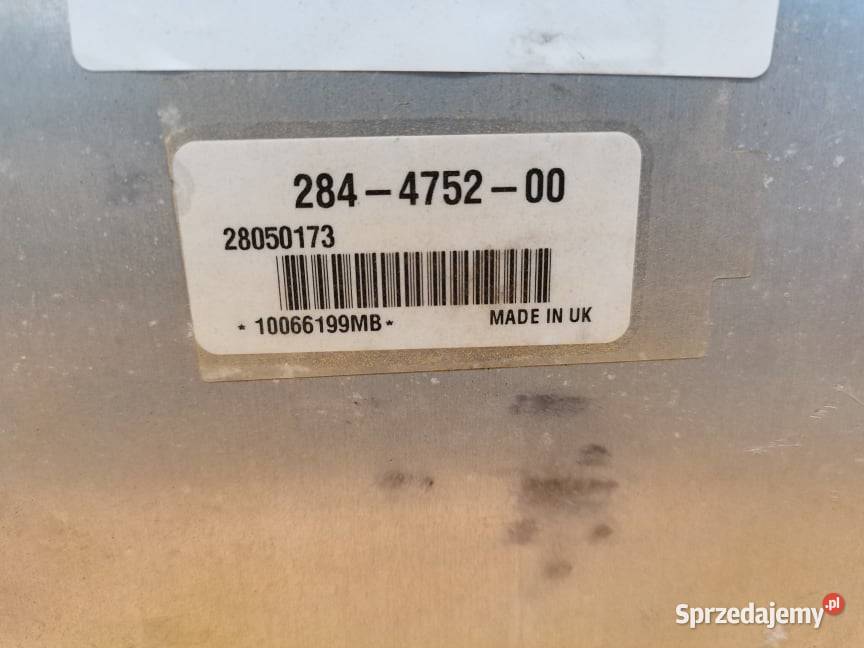 284-4752-00
28050173
* 10066199MB *
MADE IN UK
Sprzedajemy.pl